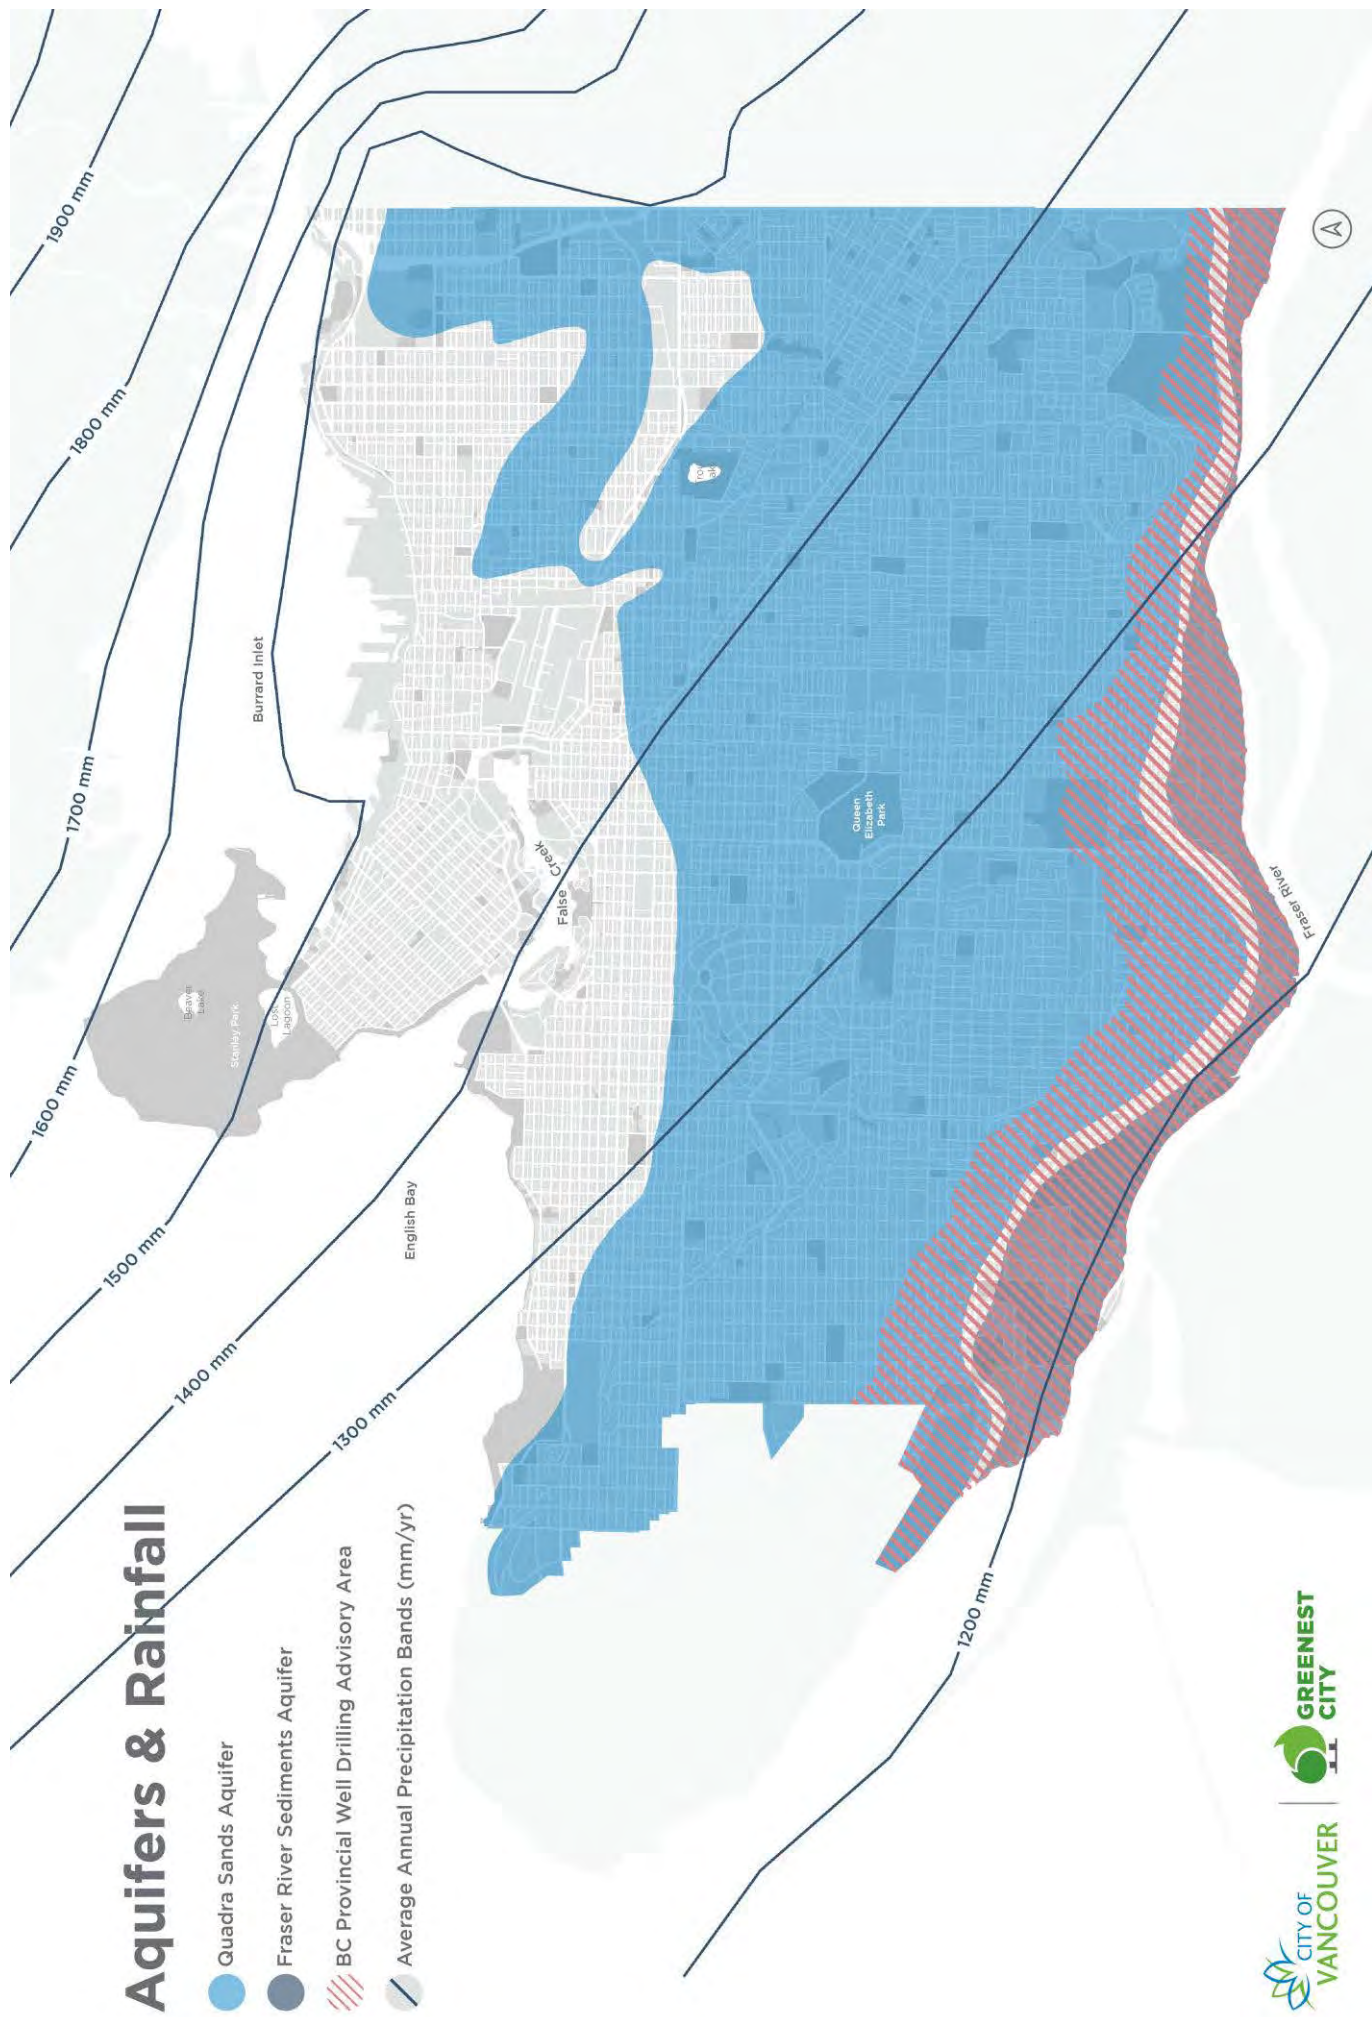 Aquifers & Rainfall
Quadra Sands Aquifer
Fraser River Sediments Aquifer
BC Provincial Well Drilling Advisory Area
Average Annual Precipitation Bands (mm/yr)
1300 mm
1400 mm
1500 mm
1600 mm
1700 mm
1800 mm
1900 mm
1200 mm
English Bay
Stanley Park
Beaver
Lake
Lost
Lagoon
Burrard Inlet
False
Creek
Queen
Elizabeth
Park
Fraser River
CITY OF
VANCOUVER
GREENEST
CITY